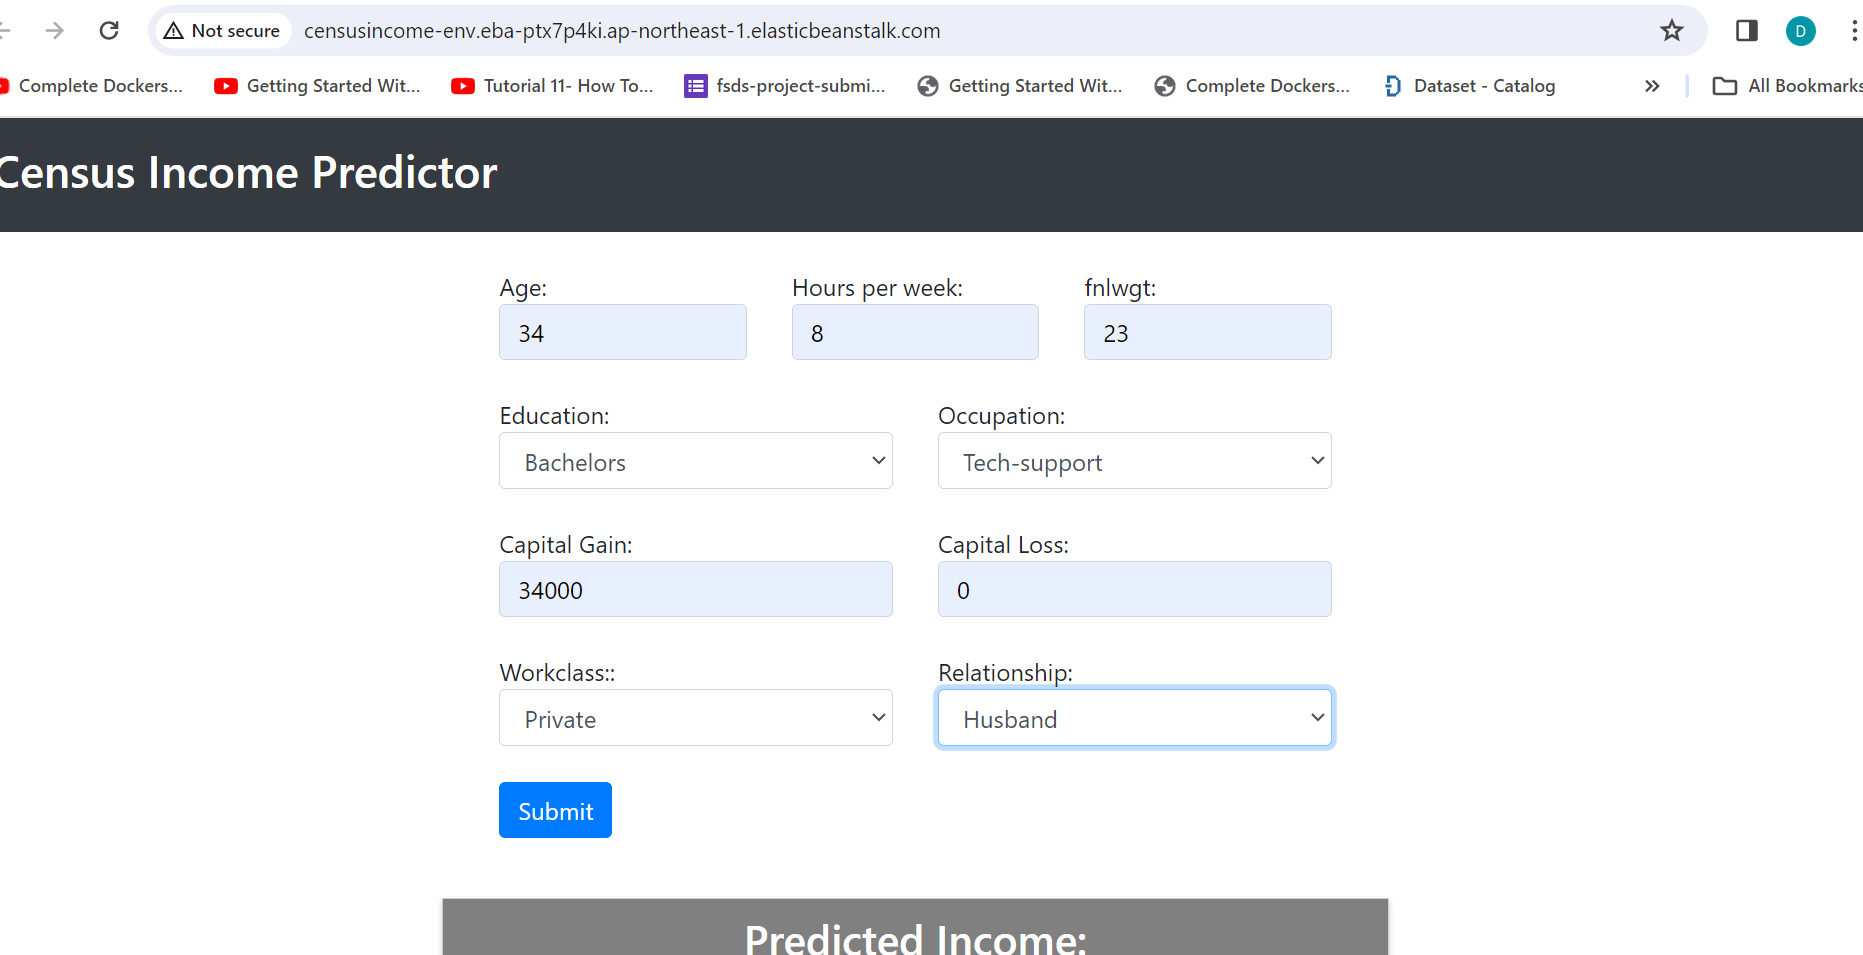 Not secure censusincome-env.eba-ptx7p4ki.ap-northeast-1.elasticbeanstalk.com D
Complete Dockers... Getting Started Wit... Tutorial 11- How To... fsds-project-submi... Getting Started Wit... Complete Dockers... Dataset - Catalog » All Bookmarks
Census Income Predictor
Age: Hours per week: fnlwgt:
34 8 23
Education: Occupation:
Bachelors Tech-support
Capital Gain: Capital Loss:
34000 0
Workclass:: Relationship:
Private Husband
Submit
Predicted Income: